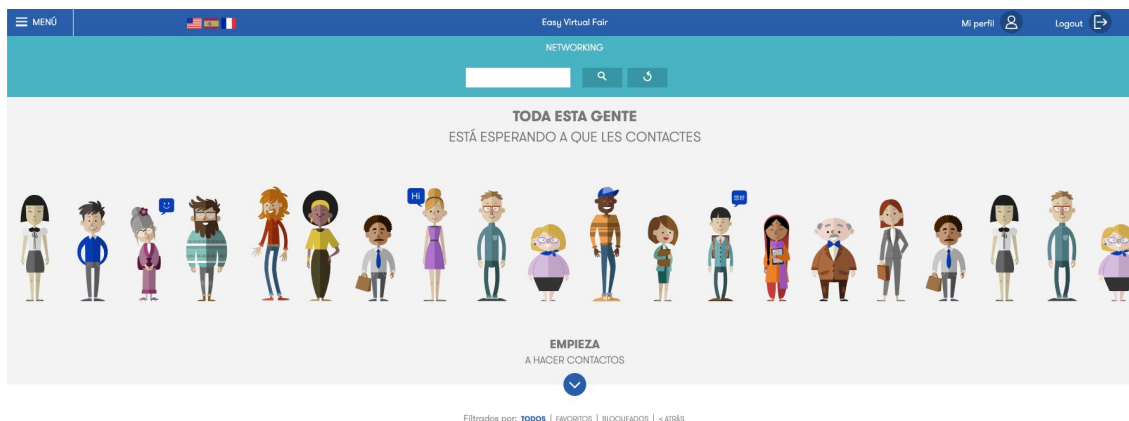 MENÚ
Easy Virtual Fair
Mi perfil
Logout
NETWORKING
TODA ESTA GENTE
ESTÁ ESPERANDO A QUE LES CONTACTES
Hi
EMPIEZA
A HACER CONTACTOS
Filtrados por: TODOS | FAVORITOS | BLOQUEADOS | < ATRÁS